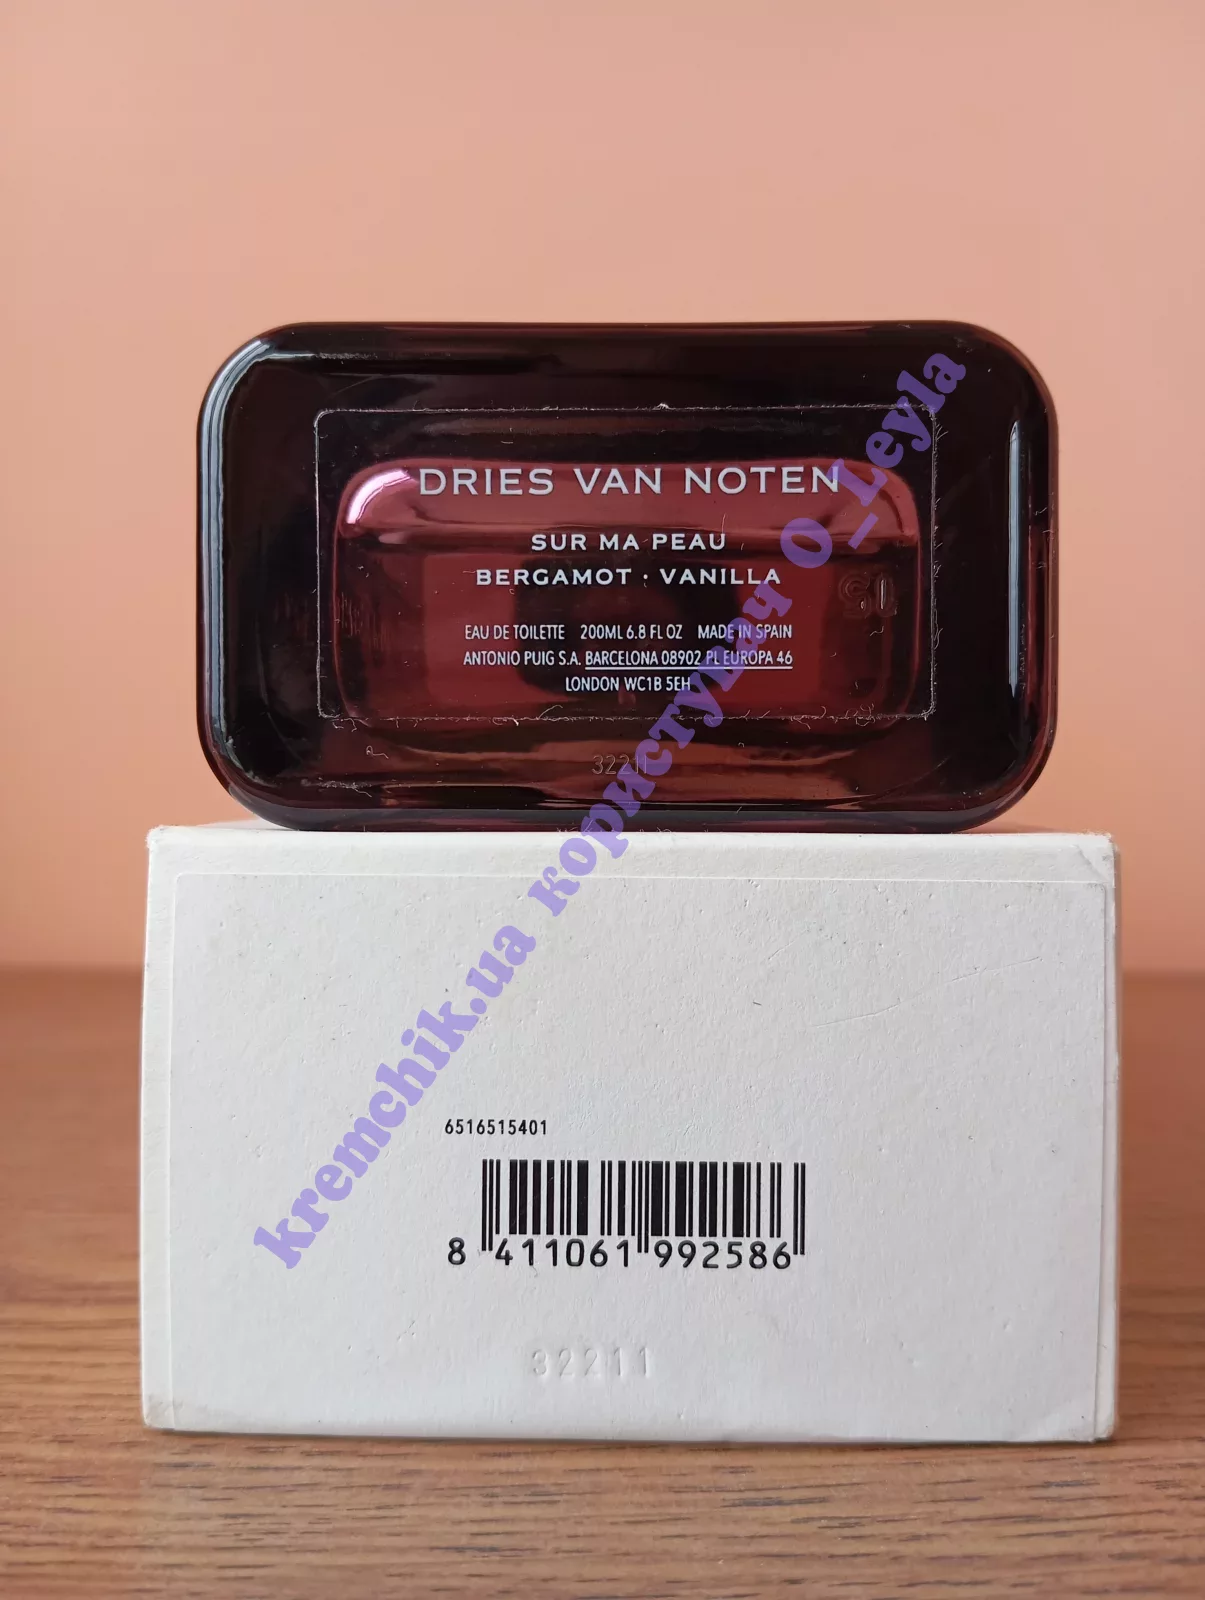 DRIES VAN NOTEN
SUR MA PEAU
BERGAMOT · VANILLA
EAU DE TOILETTE 200ML 6.8 FL OZ MADE IN SPAIN
ANTONIO PUIG S.A. BARCELONA 08902 PL EUROPA 46
LONDON WC1B 5EH
32211
kremchik.ua користувач O_Leyla
6516515401
8 411061 992586
32211